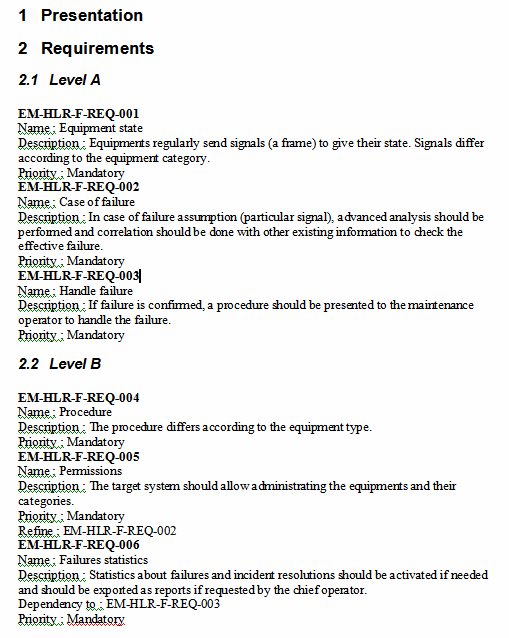 1 Presentation
2 Requirements
2.1 Level A
EM-HLR-F-REQ-001
Name : Equipment state
Description : Equipments regularly send signals (a frame) to give their state. Signals differ
according to the equipment category.
Priority : Mandatory
EM-HLR-F-REQ-002
Name : Case of failure
Description : In case of failure assumption (particular signal), advanced analysis should be
performed and correlation should be done with other existing information to check the
effective failure.
Priority : Mandatory
EM-HLR-F-REQ-003
Name : Handle failure
Description : If failure is confirmed, a procedure should be presented to the maintenance
operator to handle the failure.
Priority : Mandatory
2.2 Level B
EM-HLR-F-REQ-004
Name : Procedure
Description : The procedure differs according to the equipment type.
Priority : Mandatory
EM-HLR-F-REQ-005
Name : Permissions
Description : The target system should allow administrating the equipments and their
categories.
Priority : Mandatory
Refine : EM-HLR-F-REQ-002
EM-HLR-F-REQ-006
Name : Failures statistics
Description : Statistics about failures and incident resolutions should be activated if needed
and should be exported as reports if requested by the chief operator.
Dependency to : EM-HLR-F-REQ-003
Priority : Mandatory